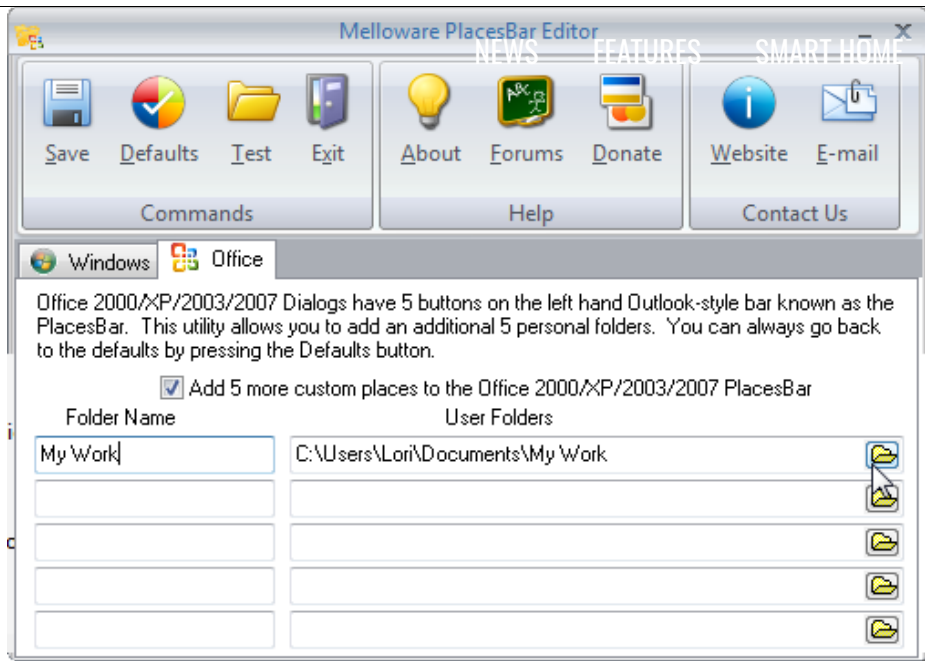 Melloware PlacesBar Editor
NEWS FEATURES SMART HOME
Save Defaults Test Exit About Forums Donate Website E-mail
Commands Help Contact Us
Windows Office
Office 2000/XP/2003/2007 Dialogs have 5 buttons on the left hand Outlook-style bar known as the
PlacesBar. This utility allows you to add an additional 5 personal folders. You can always go back
to the defaults by pressing the Defaults button.
Add 5 more custom places to the Office 2000/XP/2003/2007 PlacesBar
Folder Name User Folders
My Work C:\Users\Lori\Documents\My Work